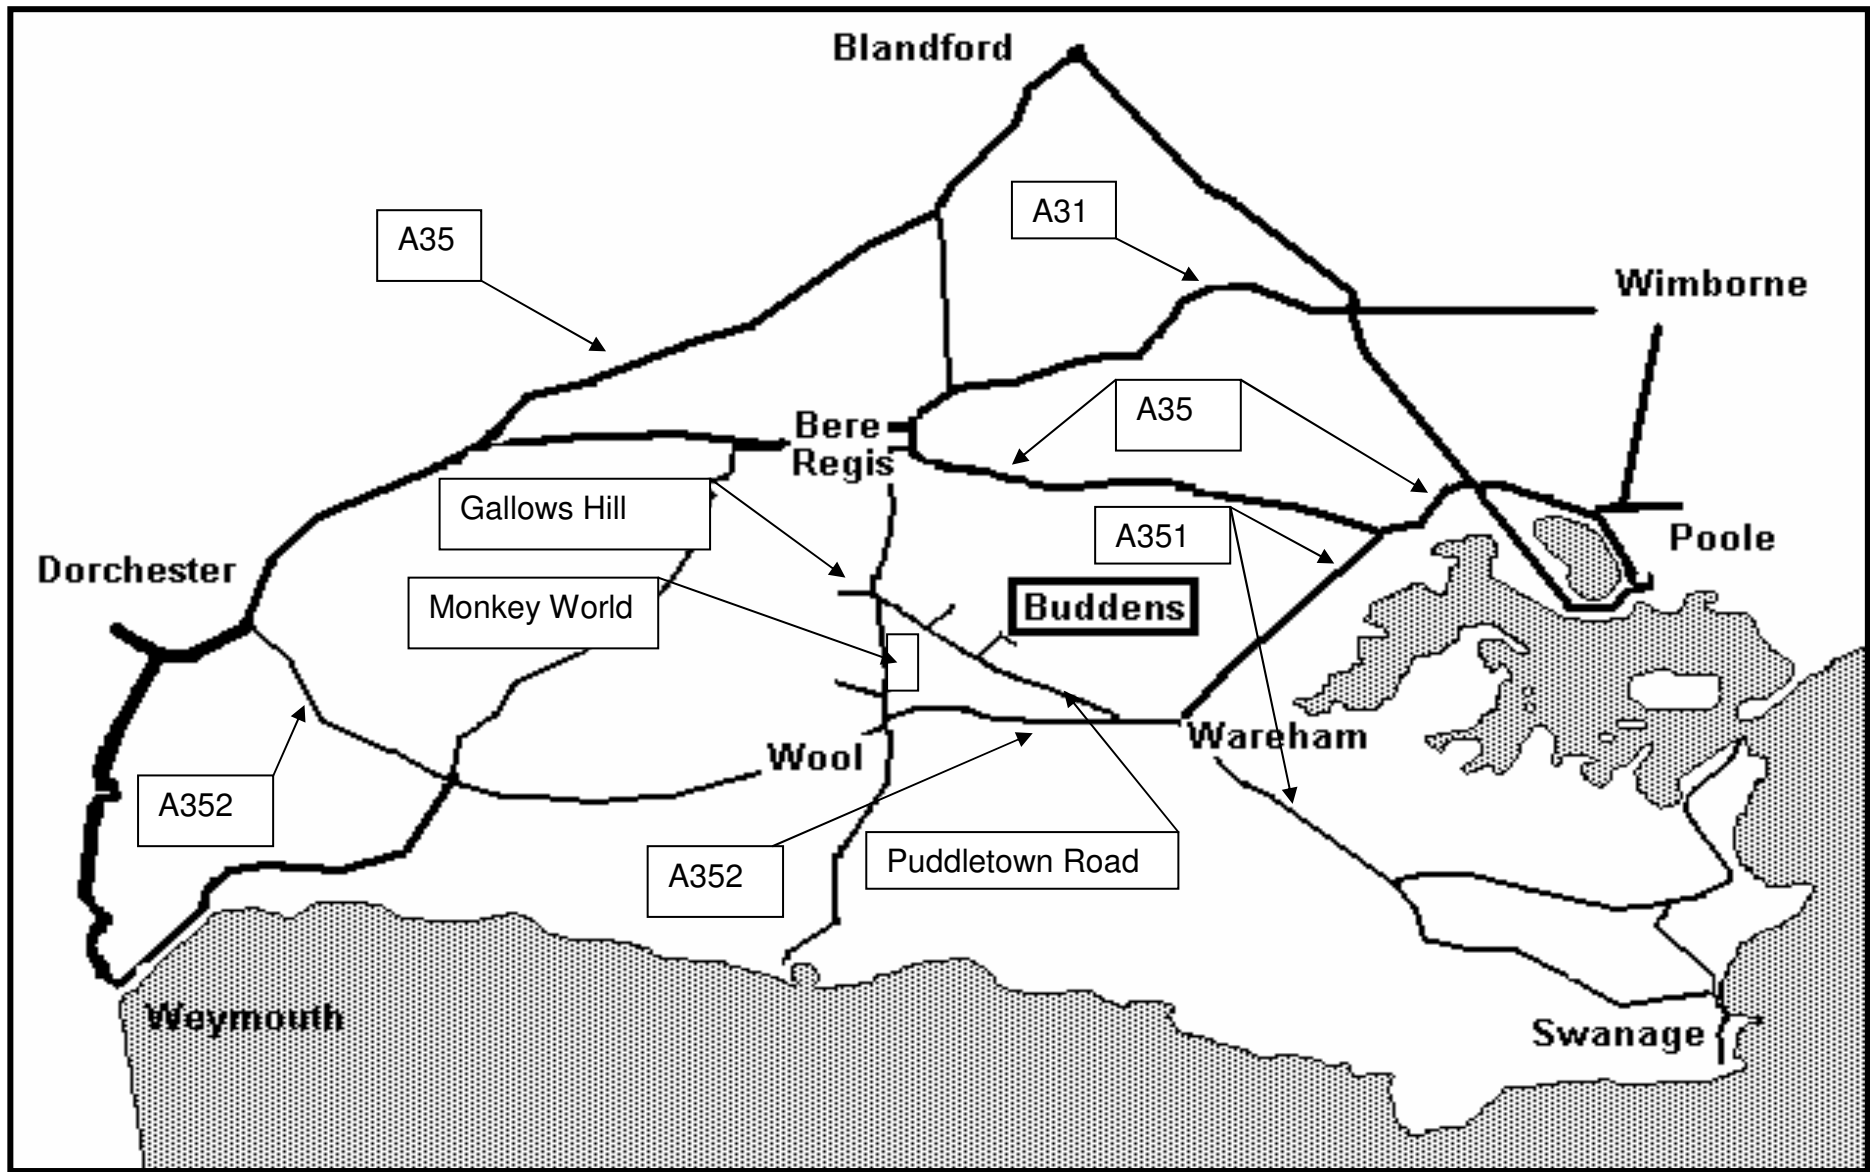 Blandford
A31
A35
Wimborne
A35
Bere
Regis
Gallows Hill
A351
Poole
Dorchester
Monkey World
Buddens
Wareham
Wool
A352
Puddletown Road
A352
Weymouth
Swanage